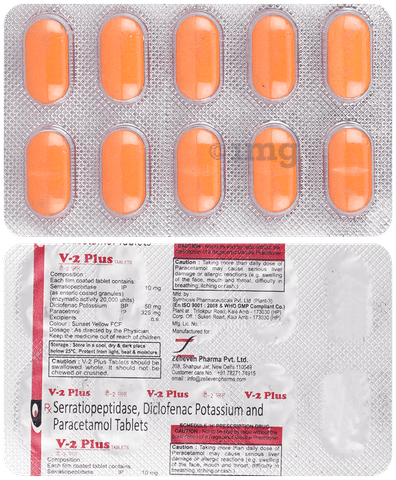 1mg
V-2 Plus TABLETS
Composition
Each film coated tablet contains:
Serratiopeptidase IP 10 mg
(as enteric coated granules)
(enzymatic activity 20,000 units)
Diclofenac Potassium BP 50 mg
Paracetamol IP 325 mg
Excipients q.s.
Colour : Sunset Yellow FCF
Dosage : As directed by the Physician
Keep the medicine out of reach of children.
Storage : Store in a cool, dry & dark place
below 25°C. Protect from light, heat & moisture
Caution : V-2 Plus Tablets should be
swallowed whole. It should not be
chewed or crushed.
Caution : Taking more than daily dose of
Paracetamol may cause serious liver
damage or allergic reactions (e.g. swelling
of the face, mouth and throat, difficulty in
breathing, itching or rash.)
Mfd. by :
Symbiosis Pharmaceuticals Pvt. Ltd.
(An ISO 9001 : 2008 & WHO GMP Compliant Co.)
Plant at : Trilokpur Road, Kala Amb - 173030 (HP)
Corp. Off. : Suketi Road, Kala Amb - 173030 (HP)
Mfg. Lic. No. :
Manufactured for:
Zelleven Pharma Pvt. Ltd.
708, Shahpur Jat, New Delhi-110049
Customer care No. : +91 78271 74915
email : info@zellevenpharma.com
V-2 Plus V-2 Plus V-2 Plus
Rx Serratiopeptidase, Diclofenac Potassium and
Paracetamol Tablets
V-2 Plus TABLETS
Composition
Each film coated tablet contains:
Serratiopeptidase IP 10 mg
SCHEDULE H PRESCRIPTION DRUG
Caution : Taking more than daily dose of
Paracetamol may cause serious liver
damage or allergic reactions (e.g. swelling
of the face, mouth and throat, difficulty in
breathing, itching or rash.)